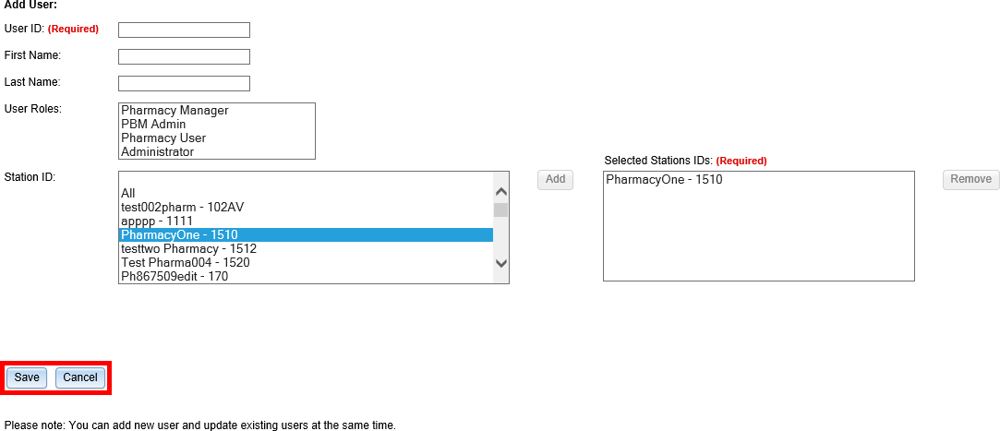 Add User:
User ID: (Required)
First Name:
Last Name:
User Roles:
Pharmacy Manager
PBM Admin
Pharmacy User
Administrator
Station ID:
All
test002pharm - 102AV
apppp - 1111
PharmacyOne - 1510
testtwo Pharmacy - 1512
Test Pharma004 - 1520
Ph867509edit - 170
Add
Selected Stations IDs: (Required)
PharmacyOne - 1510
Remove
Save Cancel
Please note: You can add new user and update existing users at the same time.